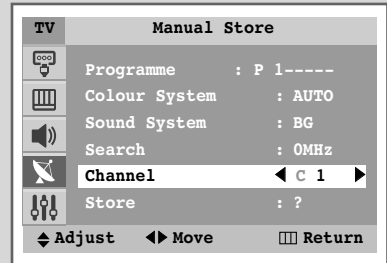 TV Manual Store
Programme : P 1-----
Colour System : AUTO
Sound System : BG
Search : 0MHz
Channel ◀ C 1 ▶
Store : ?
Adjust Move Return